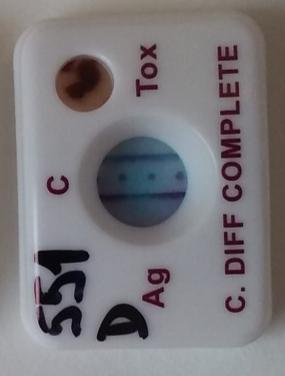 C. DIFF COMPLETE
Ag
Tox
C
551
D